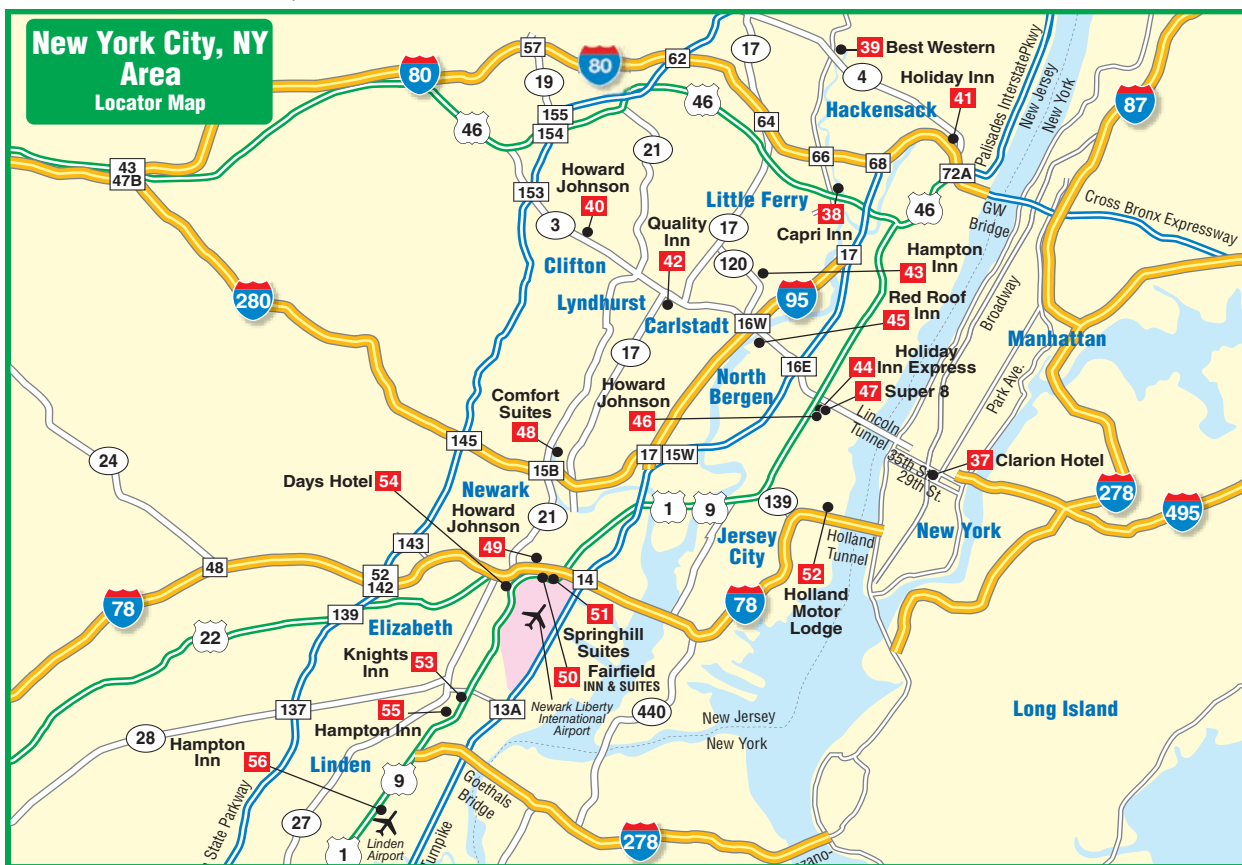 New York City, NY
Area
Locator Map
57
80
19
80
62
17
39 Best Western
4
Holiday Inn
41
Hackensack
Palisades InterstatePkwy
New Jersey
New York
87
46
155
154
46
64
21
66
68
72A
43
47B
153
Howard
Johnson
40
3
Little Ferry
38
Capri Inn
46
GW
Bridge
Cross Bronx Expressway
Quality
Inn
42
17
120
17
Hampton
Inn
43
Clifton
280
Lyndhurst
95
Red Roof
Inn
45
Broadway
Carlstadt
16W
Manhattan
17
16E
44
Holiday
Inn Express
North
Bergen
47 Super 8
Park Ave.
Howard
Johnson
46
Comfort
Suites
48
Lincoln
Tunnel
145
17
15W
35th St.
29th St.
37 Clarion Hotel
24
15B
Days Hotel 54
Newark
278
495
Howard
Johnson
49
21
1
9
139
Jersey
City
New York
143
Holland
Tunnel
48
52
142
14
52
Holland
Motor
Lodge
78
78
139
51
Springhill
Suites
22
Elizabeth
Knights
Inn
53
50
Fairfield
INN & SUITES
55
Hampton Inn
13A
Newark Liberty
International
Airport
137
440
New Jersey
New York
Long Island
28
Hampton
Inn
56
Linden
9
Goethals
Bridge
State Parkway
27
Linden
Airport
1
278